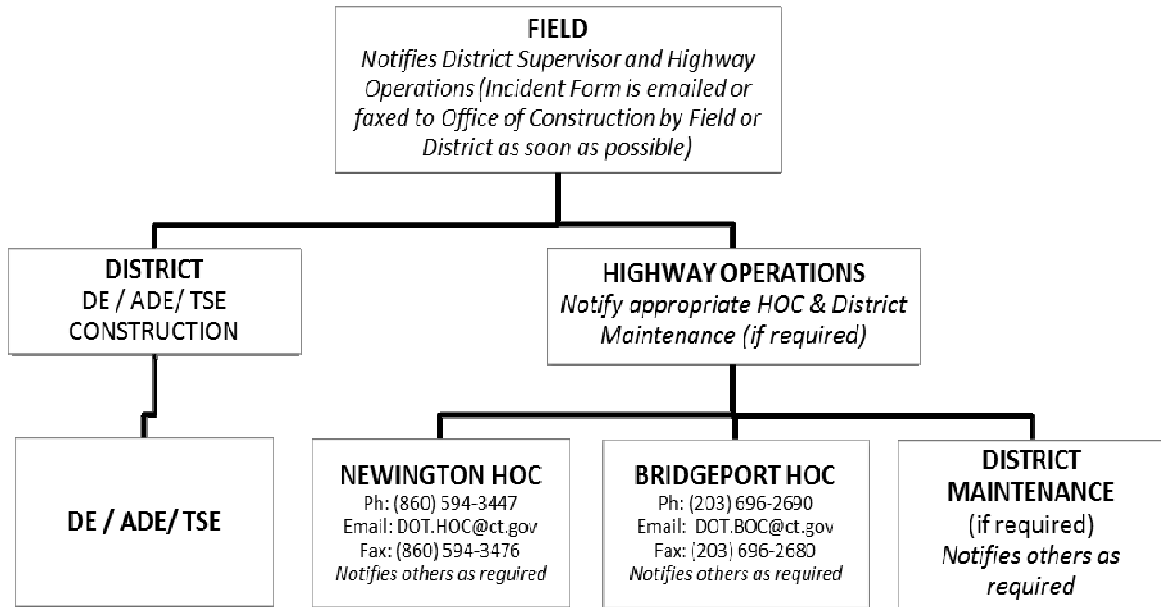 FIELD
Notifies District Supervisor and Highway
Operations (Incident Form is emailed or
faxed to Office of Construction by Field or
District as soon as possible)
DISTRICT
DE / ADE/ TSE
CONSTRUCTION
HIGHWAY OPERATIONS
Notify appropriate HOC & District
Maintenance (if required)
DE / ADE/ TSE
NEWINGTON HOC
Ph: (860) 594-3447
Email: DOT.HOC@ct.gov
Fax: (860) 594-3476
Notifies others as required
BRIDGEPORT HOC
Ph: (203) 696-2690
Email: DOT.BOC@ct.gov
Fax: (203) 696-2680
Notifies others as required
DISTRICT
MAINTENANCE
(if required)
Notifies others as
required